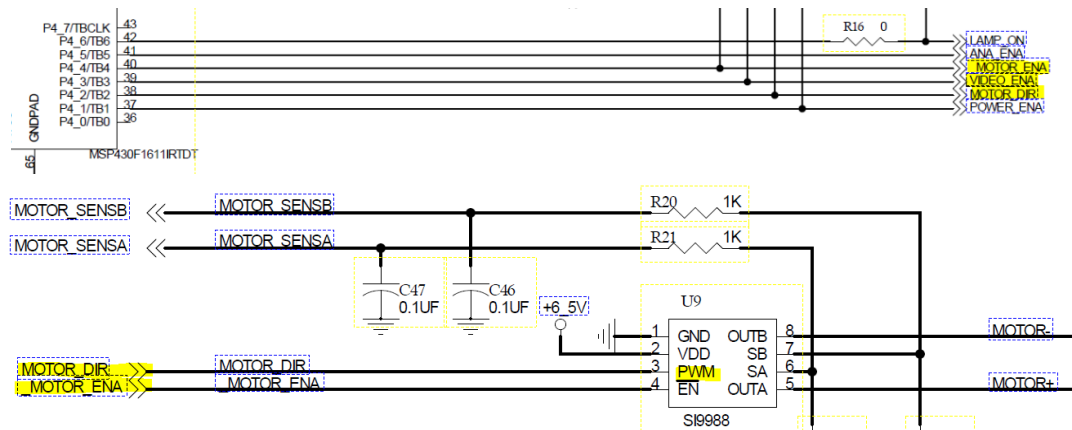 P4_7/TBCLK 43
P4_6/TB6 42 R16 0 LAMP_ON
P4_5/TB5 41 ANA_ENA
P4_4/TB4 40 _MOTOR_ENA
P4_3/TB3 39 VIDEO_ENA
P4_2/TB2 38 MOTOR_DIR
P4_1/TB1 37 POWER_ENA
P4_0/TB0 36
GNDPAD
65
MSP430F1611IRTDT
MOTOR_SENSB MOTOR_SENSB R20 1K
MOTOR_SENSA MOTOR_SENSA R21 1K
C47 0.1UF
C46 0.1UF
+6_5V
U9
1 GND OUTB 8 MOTOR-
2 VDD SB 7
MOTOR_DIR MOTOR_DIR 3 PWM SA 6
_MOTOR_ENA _MOTOR_ENA 4 EN OUTA 5 MOTOR+
SI9988